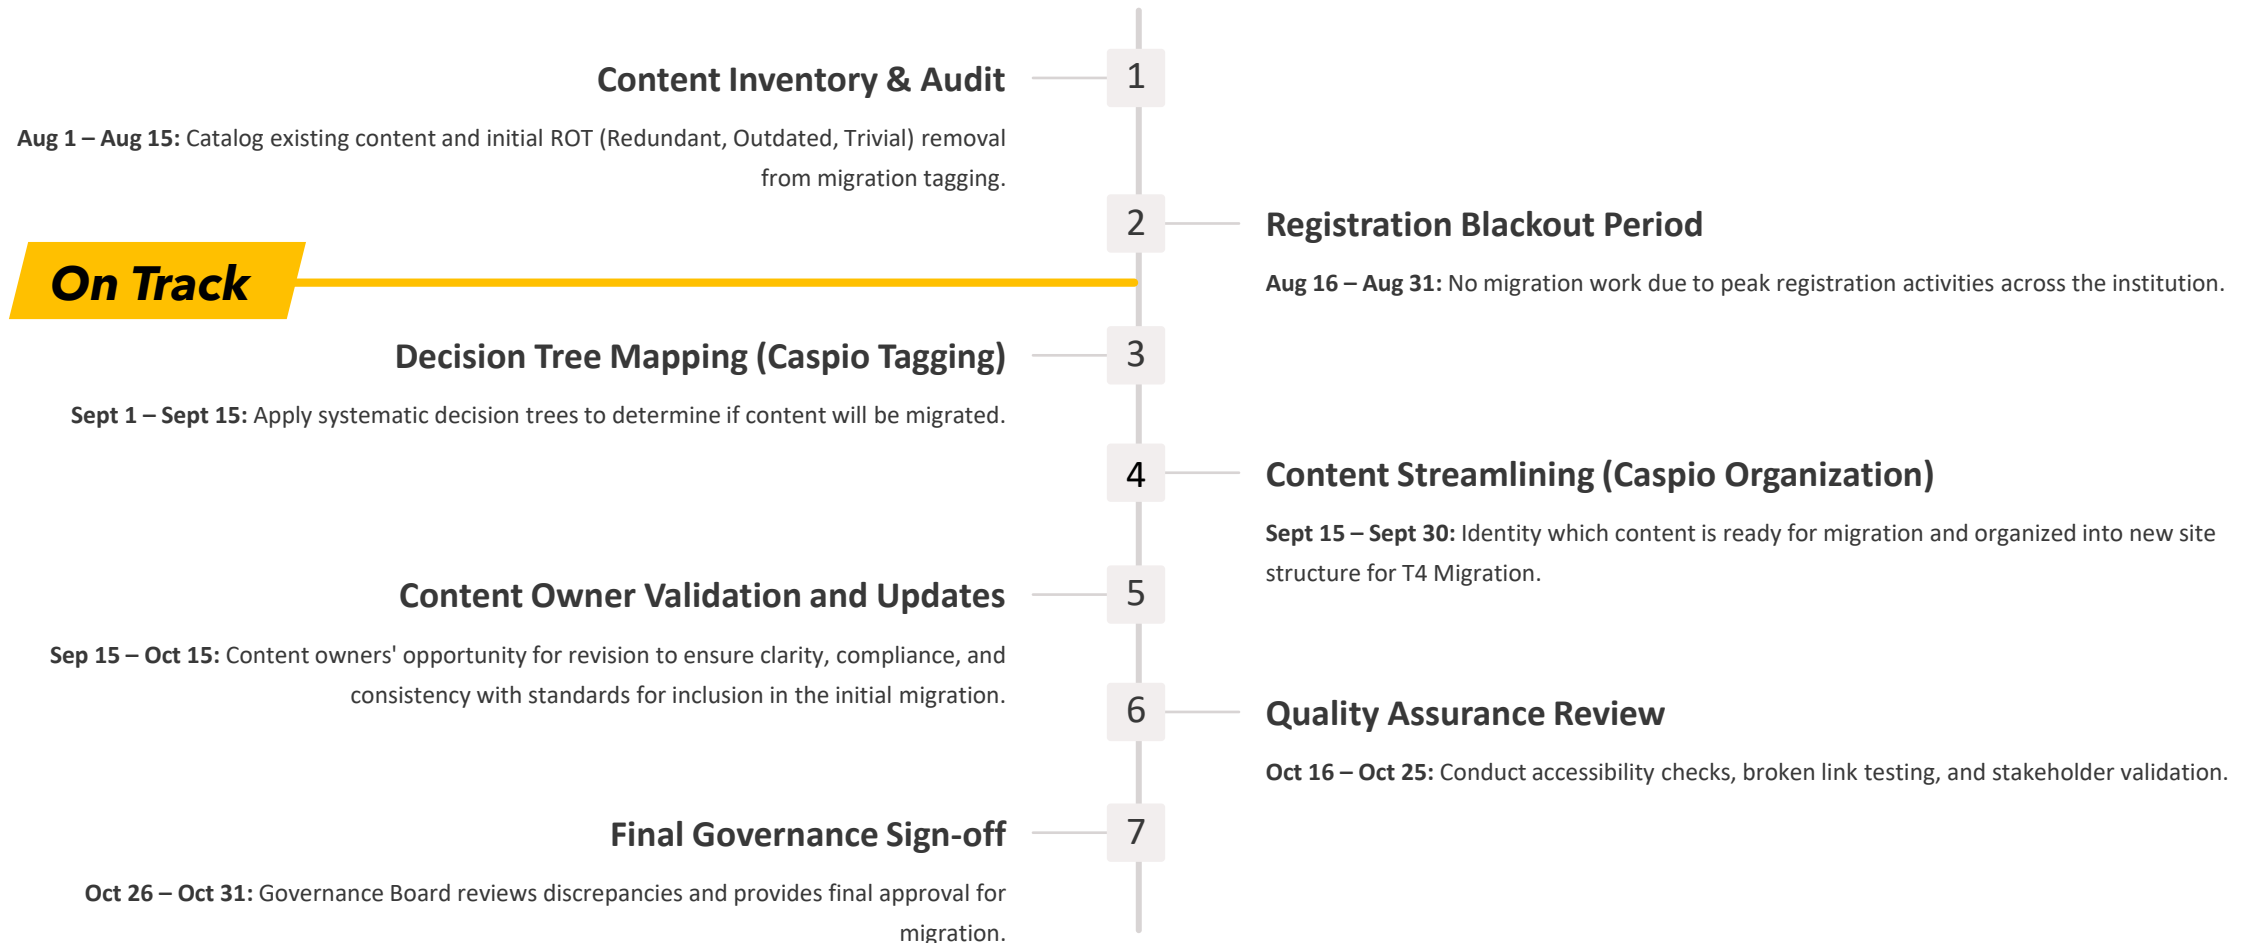 Content Inventory & Audit
1
Aug 1 – Aug 15: Catalog existing content and initial ROT (Redundant, Outdated, Trivial) removal
from migration tagging.
2
Registration Blackout Period
Aug 16 – Aug 31: No migration work due to peak registration activities across the institution.
On Track
Decision Tree Mapping (Caspio Tagging)
3
Sept 1 – Sept 15: Apply systematic decision trees to determine if content will be migrated.
4
Content Streamlining (Caspio Organization)
Sept 15 – Sept 30: Identity which content is ready for migration and organized into new site
structure for T4 Migration.
Content Owner Validation and Updates
5
Sep 15 – Oct 15: Content owners' opportunity for revision to ensure clarity, compliance, and
consistency with standards for inclusion in the initial migration.
6
Quality Assurance Review
Oct 16 – Oct 25: Conduct accessibility checks, broken link testing, and stakeholder validation.
Final Governance Sign-off
7
Oct 26 – Oct 31: Governance Board reviews discrepancies and provides final approval for
migration.